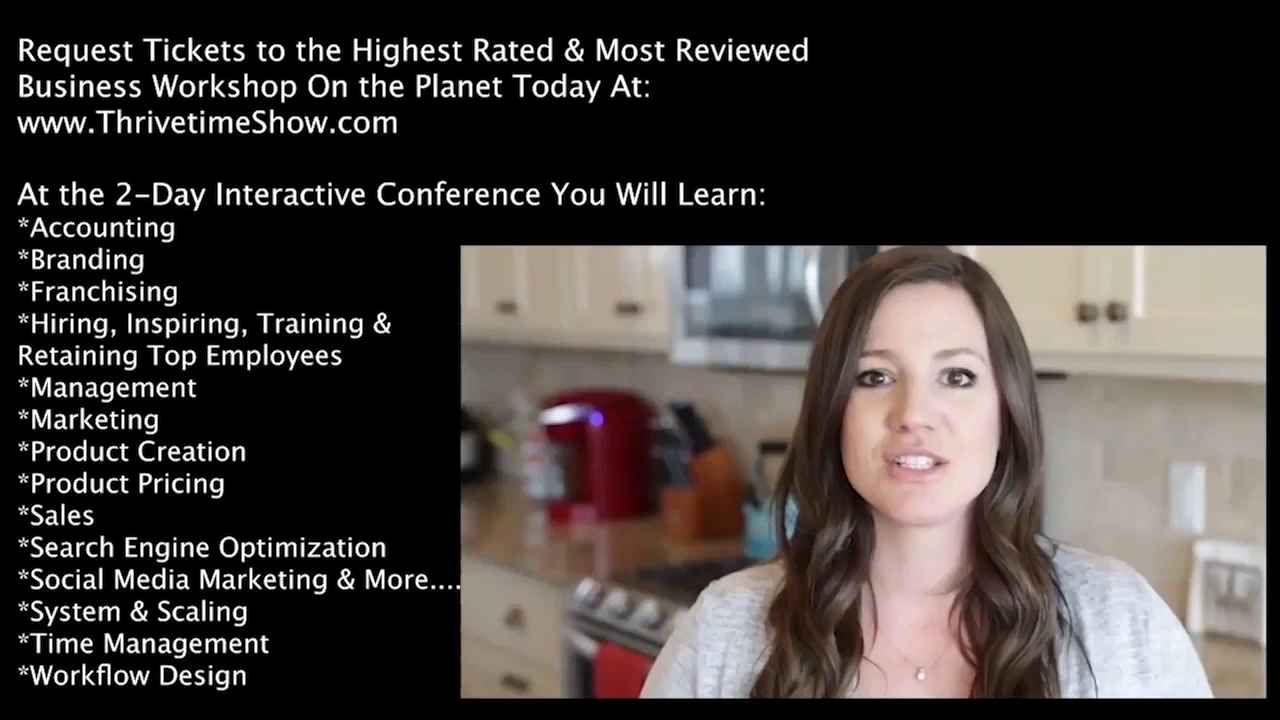 Request Tickets to the Highest Rated & Most Reviewed
Business Workshop On the Planet Today At:
www.ThrivetimeShow.com
At the 2-Day Interactive Conference You Will Learn:
*Accounting
*Branding
*Franchising
*Hiring, Inspiring, Training &
Retaining Top Employees
*Management
*Marketing
*Product Creation
*Product Pricing
*Sales
*Search Engine Optimization
*Social Media Marketing & More....
*System & Scaling
*Time Management
*Workflow Design